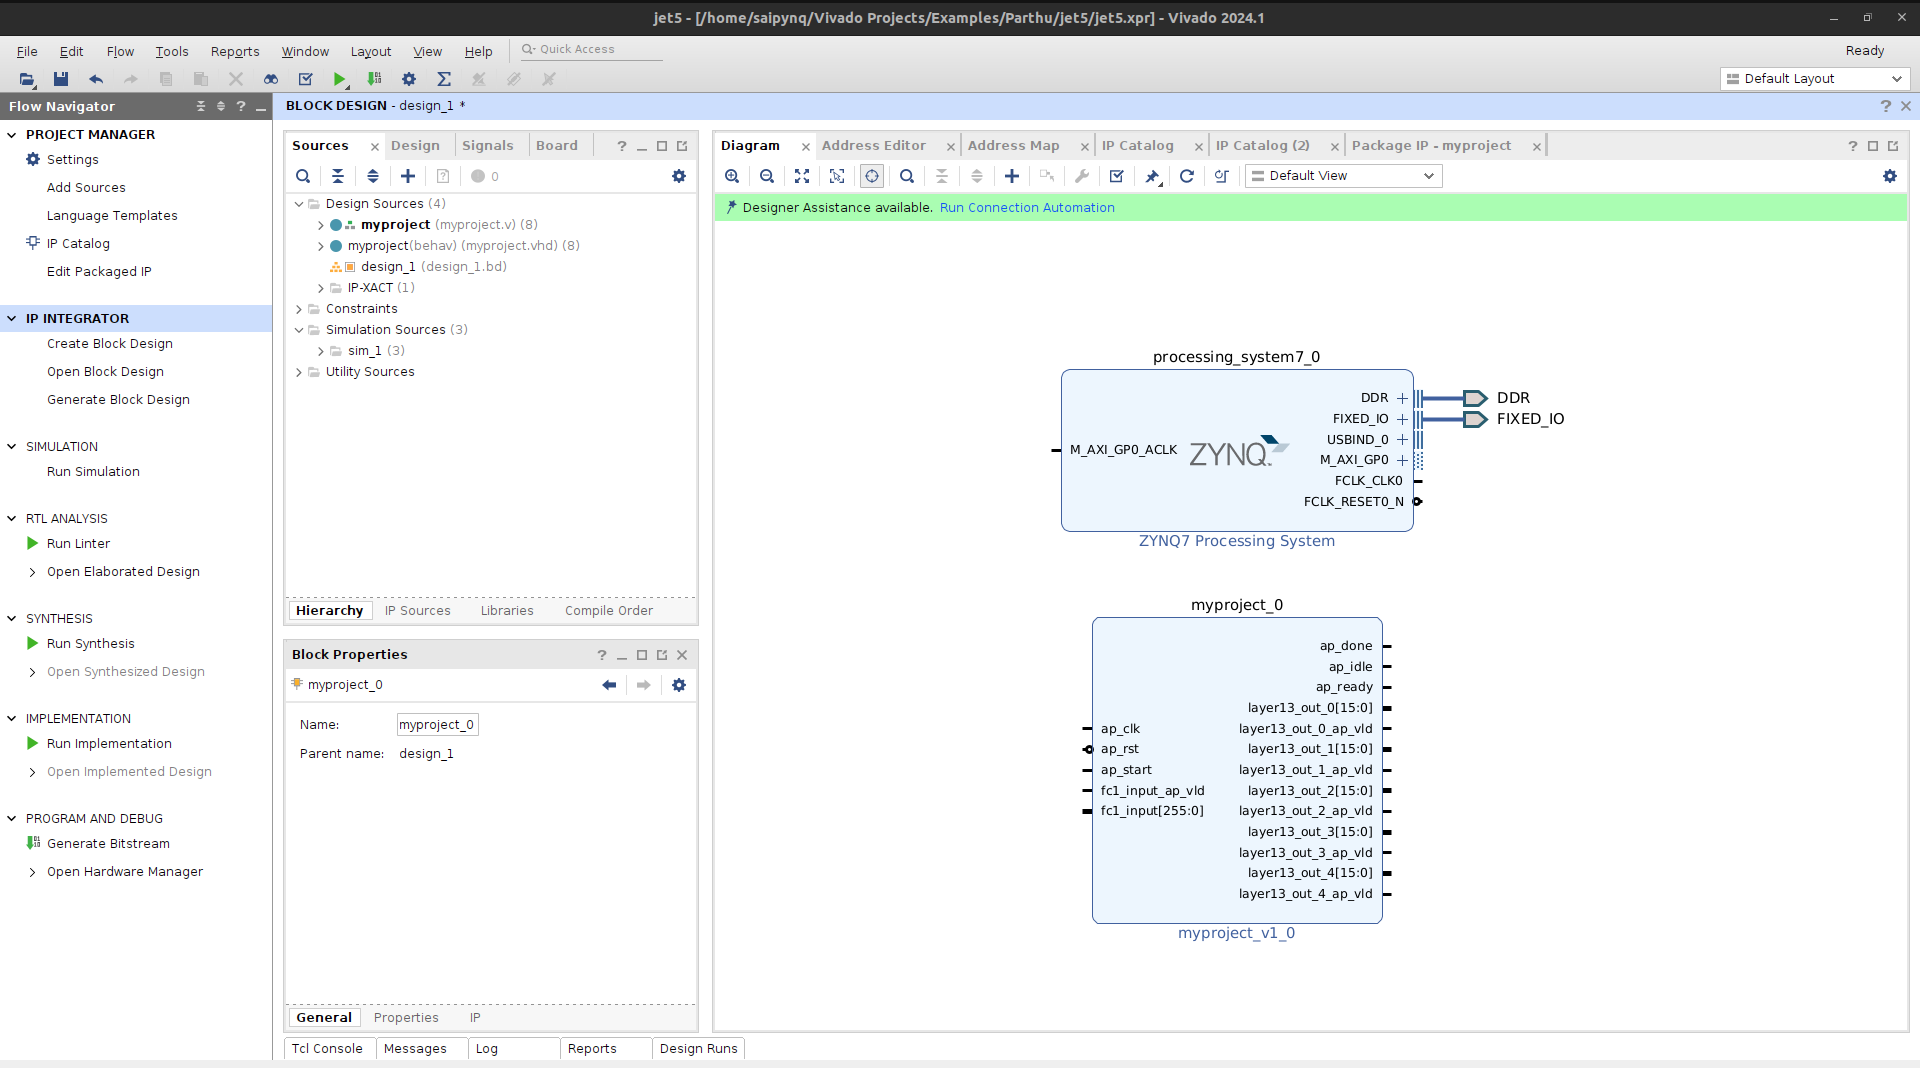 jet5 - [/home/saipynq/Vivado Projects/Examples/Parthu/jet5/jet5.xpr] - Vivado 2024.1
File Edit Flow Tools Reports Window Layout View Help Quick Access
Ready
Default Layout
Flow Navigator
PROJECT MANAGER
Settings
Add Sources
Language Templates
IP Catalog
Edit Packaged IP
IP INTEGRATOR
Create Block Design
Open Block Design
Generate Block Design
SIMULATION
Run Simulation
RTL ANALYSIS
Run Linter
Open Elaborated Design
SYNTHESIS
Run Synthesis
Open Synthesized Design
IMPLEMENTATION
Run Implementation
Open Implemented Design
PROGRAM AND DEBUG
Generate Bitstream
Open Hardware Manager
BLOCK DESIGN - design_1 *
Sources Design Signals Board
0
Design Sources (4)
myproject (myproject.v) (8)
myproject(behav) (myproject.vhd) (8)
design_1 (design_1.bd)
IP-XACT (1)
Constraints
Simulation Sources (3)
sim_1 (3)
Utility Sources
Hierarchy IP Sources Libraries Compile Order
Block Properties
myproject_0
Name: myproject_0
Parent name: design_1
General Properties IP
Tcl Console Messages Log Reports Design Runs
Diagram Address Editor Address Map IP Catalog IP Catalog (2) Package IP - myproject
Default View
Designer Assistance available. Run Connection Automation
processing_system7_0
M_AXI_GP0_ACLK
ZYNQ
DDR
FIXED_IO
USBIND_0
M_AXI_GP0
FCLK_CLK0
FCLK_RESET0_N
DDR
FIXED_IO
ZYNQ7 Processing System
myproject_0
ap_clk
ap_rst
ap_start
fc1_input_ap_vld
fc1_input[255:0]
ap_done
ap_idle
ap_ready
layer13_out_0[15:0]
layer13_out_0_ap_vld
layer13_out_1[15:0]
layer13_out_1_ap_vld
layer13_out_2[15:0]
layer13_out_2_ap_vld
layer13_out_3[15:0]
layer13_out_3_ap_vld
layer13_out_4[15:0]
layer13_out_4_ap_vld
myproject_v1_0